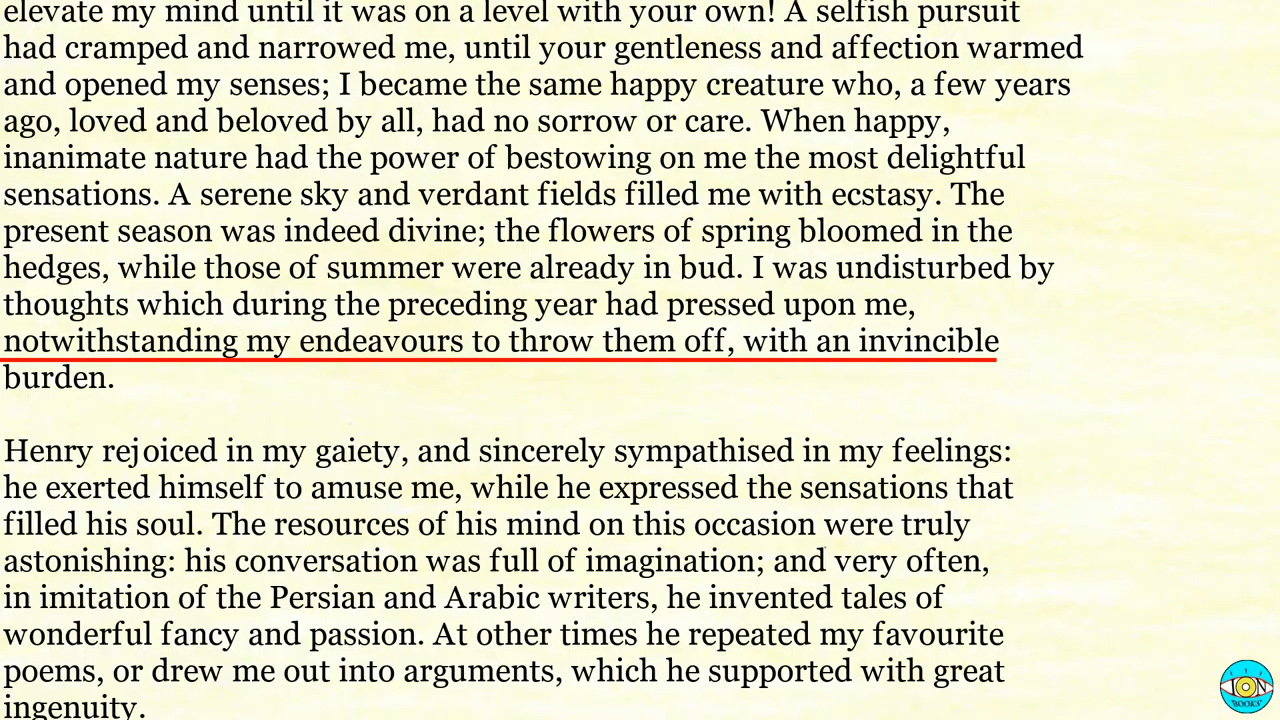 elevate my mind until it was on a level with your own! A selfish pursuit
had cramped and narrowed me, until your gentleness and affection warmed
and opened my senses; I became the same happy creature who, a few years
ago, loved and beloved by all, had no sorrow or care. When happy,
inanimate nature had the power of bestowing on me the most delightful
sensations. A serene sky and verdant fields filled me with ecstasy. The
present season was indeed divine; the flowers of spring bloomed in the
hedges, while those of summer were already in bud. I was undisturbed by
thoughts which during the preceding year had pressed upon me,
notwithstanding my endeavours to throw them off, with an invincible
burden.
Henry rejoiced in my gaiety, and sincerely sympathised in my feelings:
he exerted himself to amuse me, while he expressed the sensations that
filled his soul. The resources of his mind on this occasion were truly
astonishing: his conversation was full of imagination; and very often,
in imitation of the Persian and Arabic writers, he invented tales of
wonderful fancy and passion. At other times he repeated my favourite
poems, or drew me out into arguments, which he supported with great
ingenuity.
ION
BOOKS